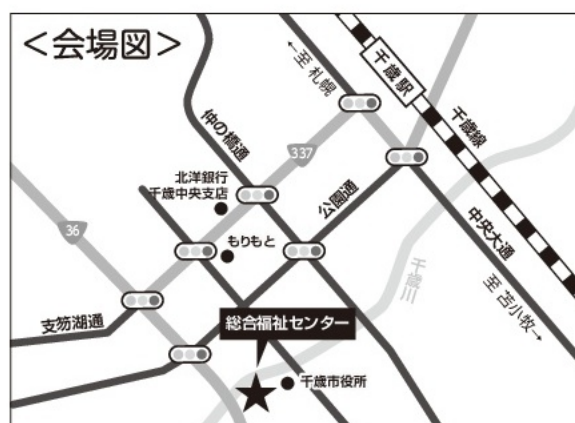 ＜会場図＞
←至 札幌
千歳駅
千歳線
仲の橋通
337
北洋銀行
千歳中央支店
公園通
36
もりもと
中央大通
千歳川
至 苫小牧→
支笏湖通
総合福祉センター
千歳市役所